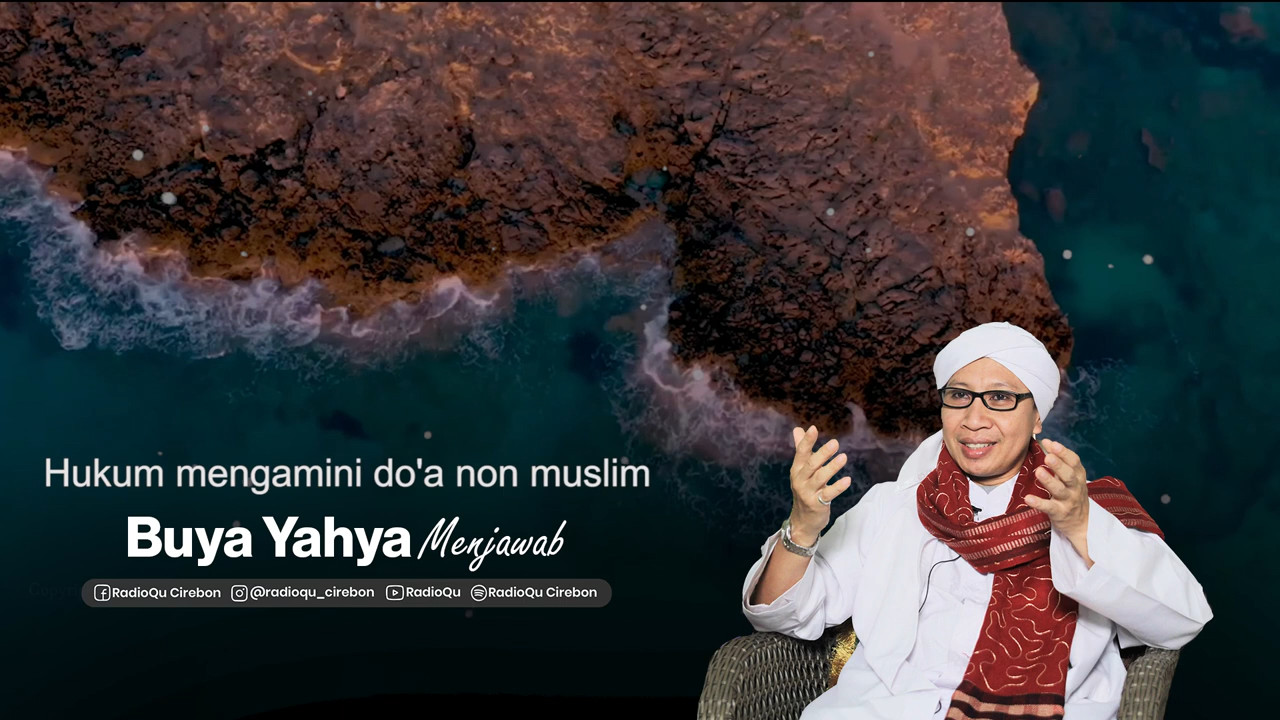 Hukum mengamini do'a non muslim
Buya Yahya Menjawab
RadioQu Cirebon @radioqu_cirebon RadioQu RadioQu Cirebon